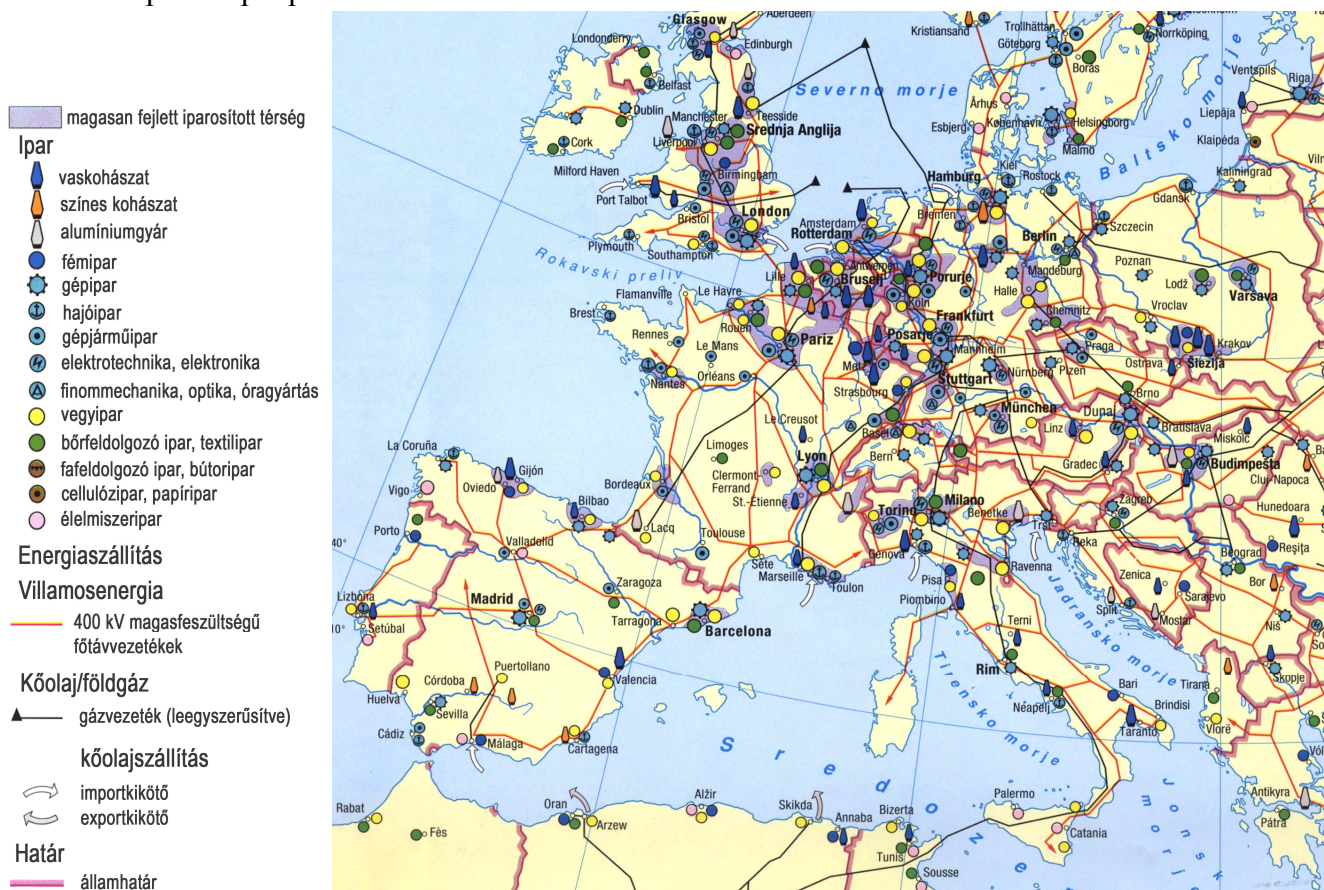 magasan fejlett iparosított térség
Ipar
vaskohászat
színes kohászat
alumíniumgyár
fémipar
gépipar
hajóipar
gépjárműipar
elektrotechnika, elektronika
finommechanika, optika, óragyártás
vegyipar
bőrfeldolgozó ipar, textilipar
fafeldolgozó ipar, bútoripar
cellulózipar, papíripar
élelmiszeripar
Energiaszállítás
Villamosenergia
400 kV magasfeszültségű
főtávvezetékek
Kőolaj/földgáz
gázvezeték (leegyszerűsítve)
kőolajszállítás
importkikötő
exportkikötő
Határ
államhatár
Glasgow
Aberdeen
Edinburgh
Londonderry
Belfast
Dublin
Cork
Manchester
Teesside
Srednja Anglija
Liverpool
Birmingham
Milford Haven
Port Talbot
Bristol
London
Plymouth
Southampton
Severno morje
Kristiansand
Trollhättan
Göteborg
Borås
Norrköping
Århus
Esbjerg
København
Helsingborg
Malmö
Baltsko morje
Ventspils
Riga
Liepája
Klaipéda
Kaliningrad
Kiel
Rostock
Hamburg
Bremen
Gdansk
Szczecin
Amsterdam
Rotterdam
Berlin
Magdeburg
Poznan
Lodž
Varšava
Rokavski preliv
Lille
Antwerpen
Bruselj
Porurje
Köln
Halle
Chemnitz
Vroclav
Flamanville
Le Havre
Rouen
Brest
Rennes
Le Mans
Pariz
Orléans
Nantes
Frankfurt
Posarje
Mannheim
Metz
Strasbourg
Stuttgart
Nürnberg
Praga
Plzen
Ostrava
Krakov
Šlezija
Brno
München
Linz
Dunaj
Bratislava
Miskolc
Budimpešta
Gradec
Le Creusot
Basel
Bern
Limoges
Clermont-
Ferrand
Lyon
St.-Étienne
Bordeaux
Lacq
Toulouse
Sète
Marseille
Toulon
Torino
Milano
Genova
Benetke
Trst
Reka
Zagreb
Ravenna
Cluj-Napoca
Hunedoara
Reşiţa
Beograd
Bor
Zenica
Sarajevo
Split
Mostar
Niš
Skopje
Tirana
Vlorë
Jadransko morje
La Coruña
Gijón
Oviedo
Vigo
Bilbao
Porto
Valladolid
Zaragoza
Madrid
Tarragona
Barcelona
Lizbona
Setúbal
40°
10°
Puertollano
Córdoba
Valencia
Huelva
Sevilla
Cádiz
Málaga
Cartagena
Pisa
Piombino
Terni
Rim
Neapelj
Bari
Brindisi
Taranto
Tirensko morje
Palermo
Catania
Antikyra
Pátra
Rabat
Fès
Oran
Arzew
Alžir
Skikda
Annaba
Bizerta
Tunis
Sousse